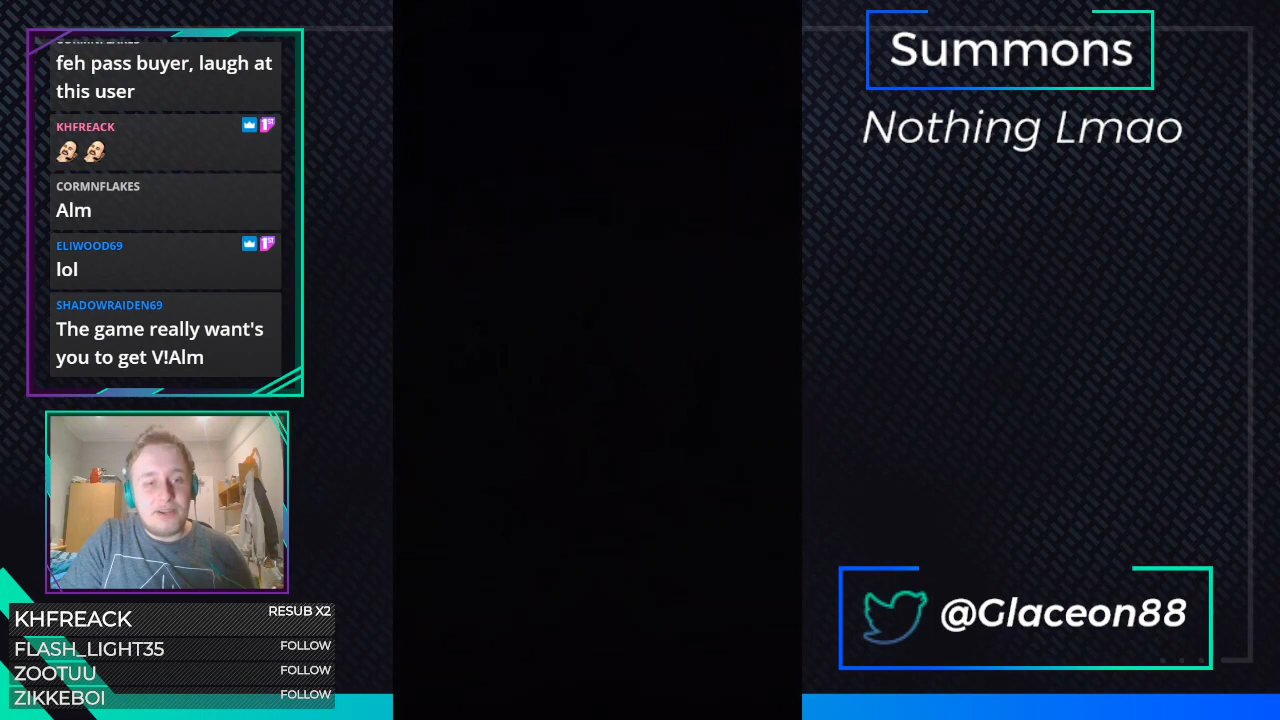 CORMNFLAKES
feh pass buyer, laugh at
this user
KHFREACK
CORMNFLAKES
Alm
ELIWOOD69
lol
SHADOWRAIDEN69
The game really want's
you to get V!Alm
KHFREACK RESUB X2
FLASH_LIGHT35 FOLLOW
ZOOTUU FOLLOW
ZIKKEBOI FOLLOW
Summons
Nothing Lmao
@Glaceon88